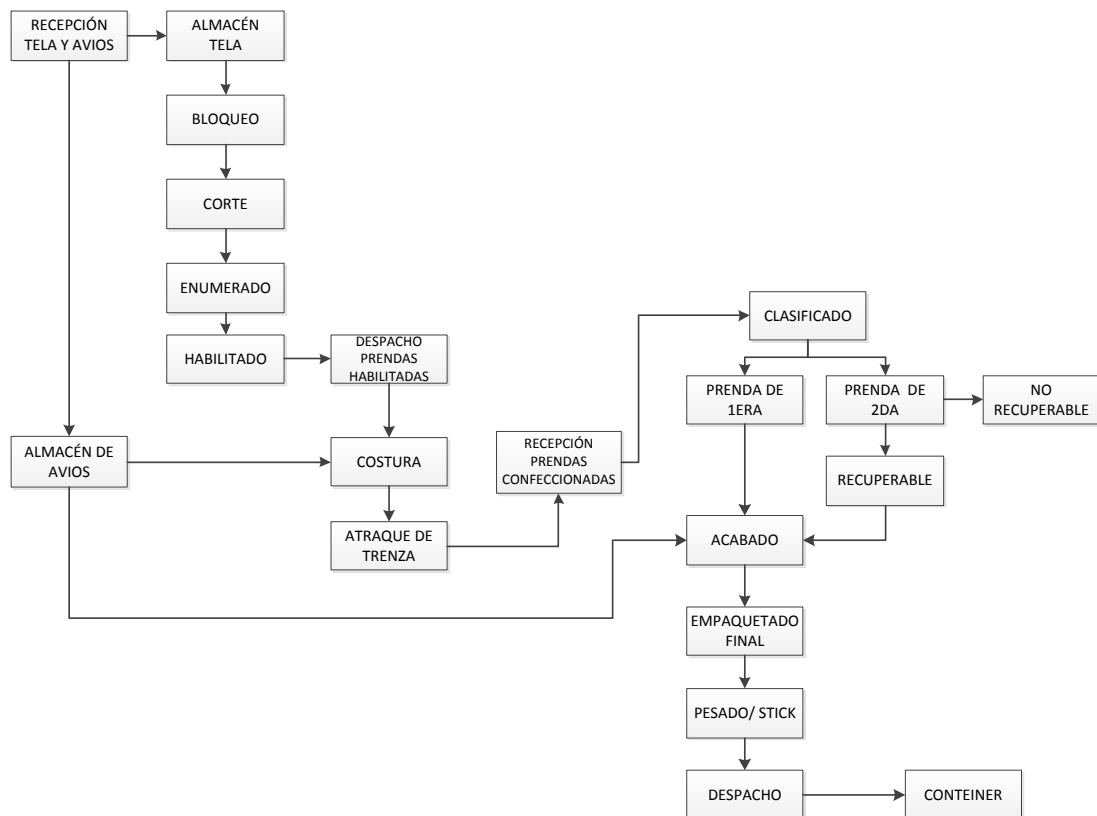 RECEPCIÓN
TELA Y AVIOS
ALMACÉN
TELA
BLOQUEO
CORTE
ENUMERADO
HABILITADO
DESPACHO
PRENDAS
HABILITADAS
ALMACÉN DE
AVIOS
COSTURA
ATRAQUE DE
TRENZA
RECEPCIÓN
PRENDAS
CONFECCIONADAS
CLASIFICADO
PRENDA DE
1ERA
PRENDA DE
2DA
NO
RECUPERABLE
RECUPERABLE
ACABADO
EMPAQUETADO
FINAL
PESADO/ STICK
DESPACHO
CONTEINER